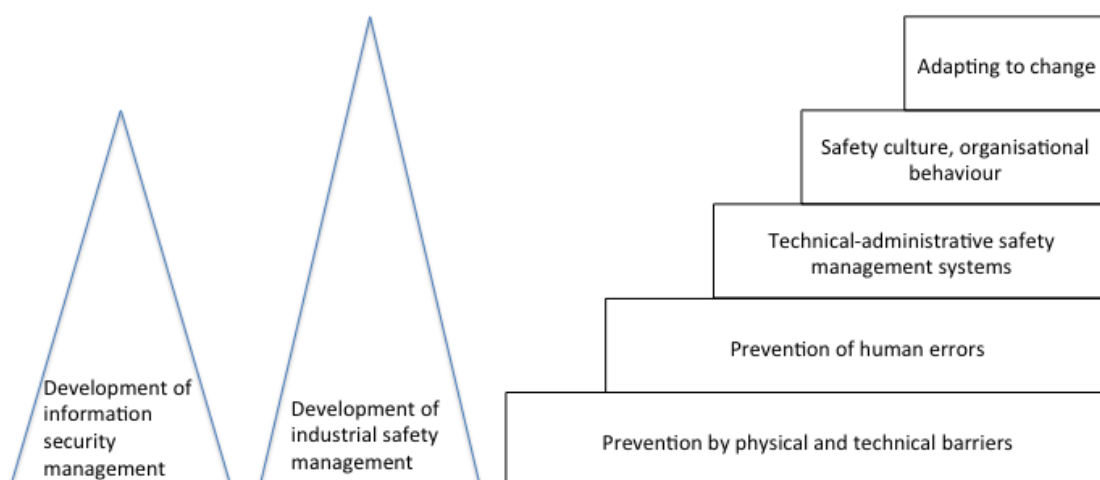 Adapting to change
Safety culture, organisational
behaviour
Technical-administrative safety
management systems
Prevention of human errors
Prevention by physical and technical barriers
Development of
information
security
management
Development of
industrial safety
management